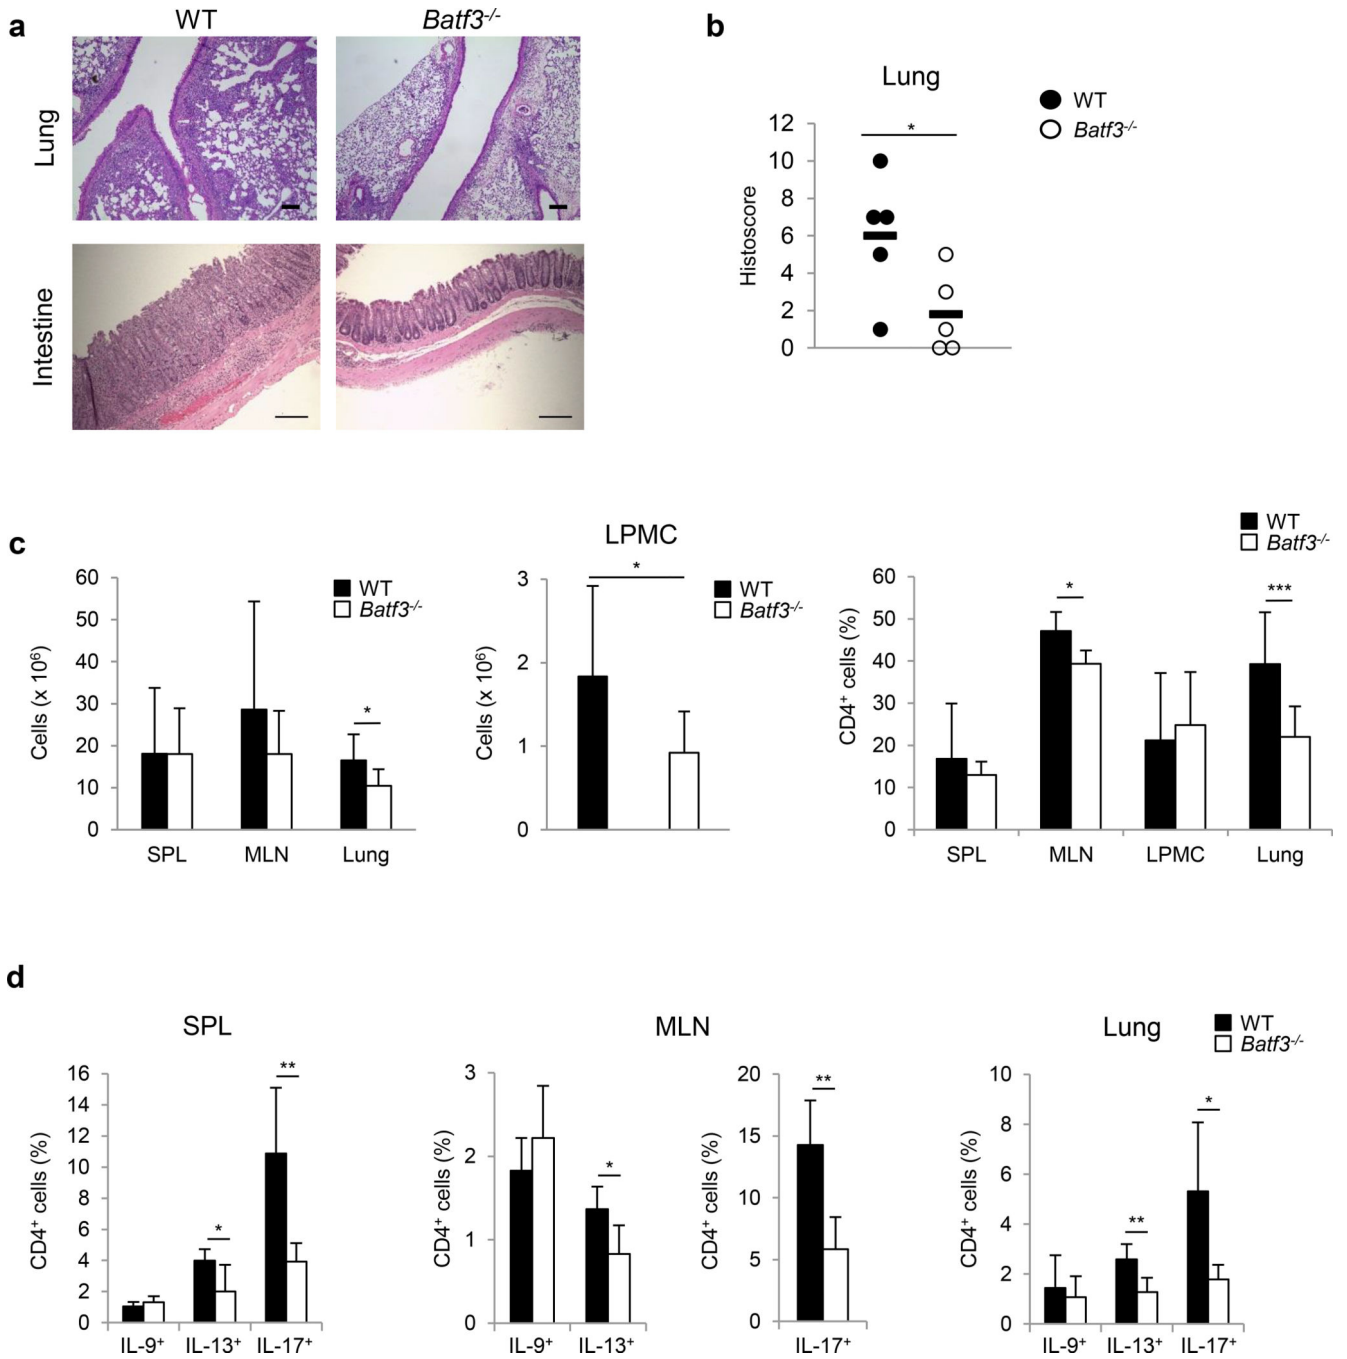 a
WT
Batf3-/-
Lung
Intestine
b
Lung
WT
Batf3-/-
Histoscore
12
10
8
6
4
2
0
*
c
Cells (x 10⁶)
60
50
40
30
20
10
0
WT
Batf3-/-
*
SPL MLN Lung
LPMC
Cells (x 10⁶)
3
2
1
0
*
WT
Batf3-/-
WT
Batf3-/-
CD4⁺ cells (%)
60
50
40
30
20
10
0
* ***
SPL MLN LPMC Lung
d
SPL
CD4⁺ cells (%)
16
14
12
10
8
6
4
2
0
* **
IL-9⁺ IL-13⁺ IL-17⁺
MLN
CD4⁺ cells (%)
3
2
1
0
*
IL-9⁺ IL-13⁺
CD4⁺ cells (%)
20
15
10
5
0
**
IL-17⁺
Lung
WT
Batf3-/-
CD4⁺ cells (%)
10
8
6
4
2
0
** *
IL-9⁺ IL-13⁺ IL-17⁺